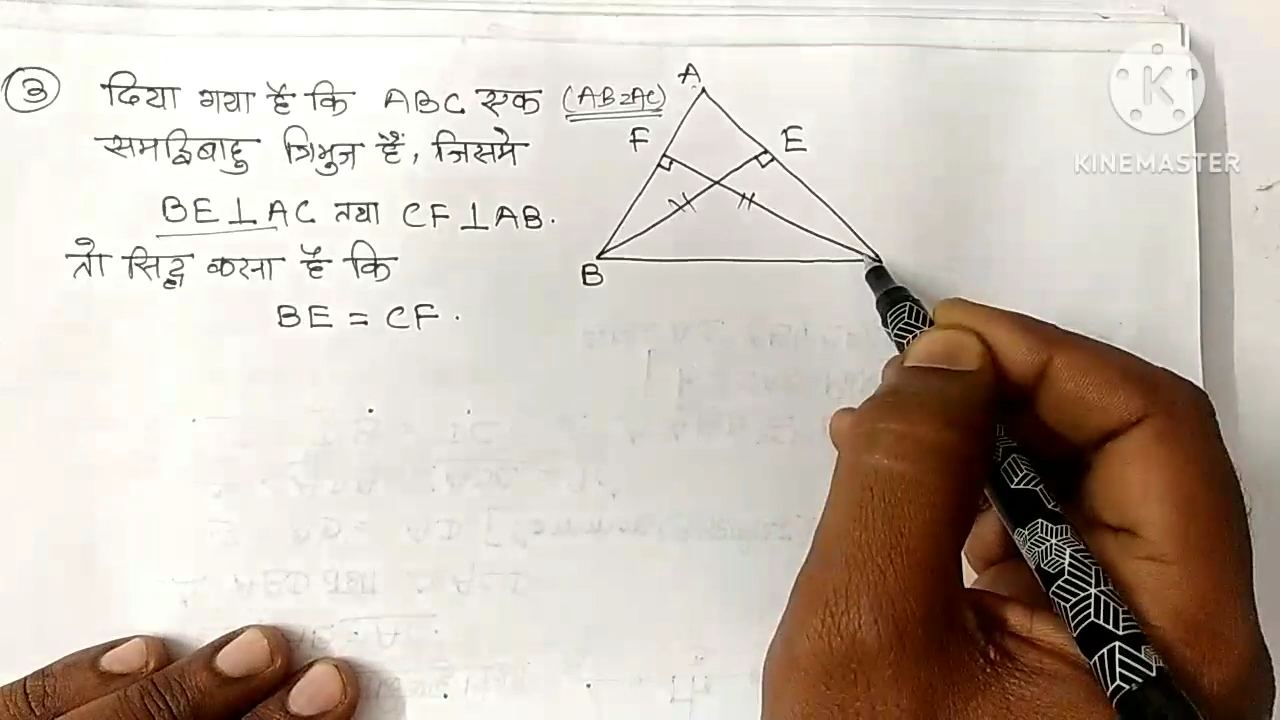 ③ दिया गया है कि ABC एक (AB=AC)
समद्विबाहु त्रिभुज हैं, जिसमे
BE⊥AC तथा CF⊥AB.
तो सिद्ध करना है कि
BE = CF.
A
F
E
B
K
KINEMASTER